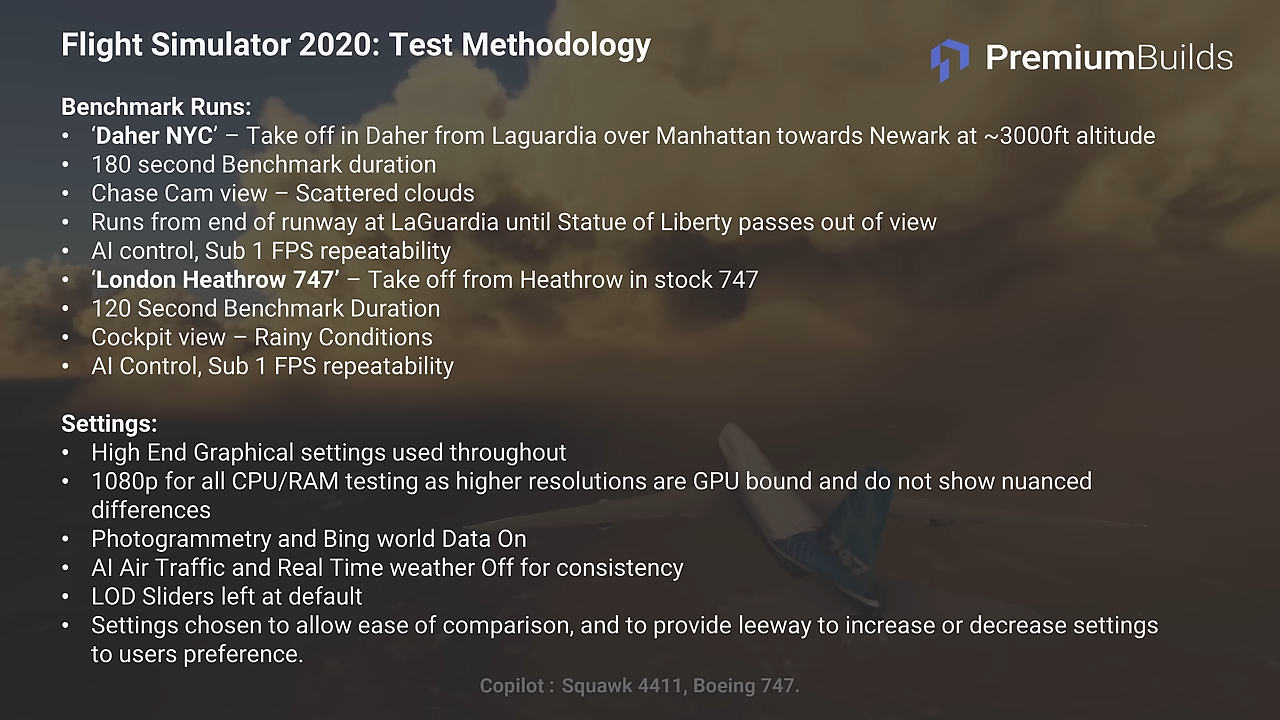 Flight Simulator 2020: Test Methodology
PremiumBuilds
Benchmark Runs:
• ‘Daher NYC’ – Take off in Daher from Laguardia over Manhattan towards Newark at ~3000ft altitude
• 180 second Benchmark duration
• Chase Cam view – Scattered clouds
• Runs from end of runway at LaGuardia until Statue of Liberty passes out of view
• AI control, Sub 1 FPS repeatability
• ‘London Heathrow 747’ – Take off from Heathrow in stock 747
• 120 Second Benchmark Duration
• Cockpit view – Rainy Conditions
• AI Control, Sub 1 FPS repeatability
Settings:
• High End Graphical settings used throughout
• 1080p for all CPU/RAM testing as higher resolutions are GPU bound and do not show nuanced
differences
• Photogrammetry and Bing world Data On
• AI Air Traffic and Real Time weather Off for consistency
• LOD Sliders left at default
• Settings chosen to allow ease of comparison, and to provide leeway to increase or decrease settings
to users preference.
747
Copilot : Squawk 4411, Boeing 747.